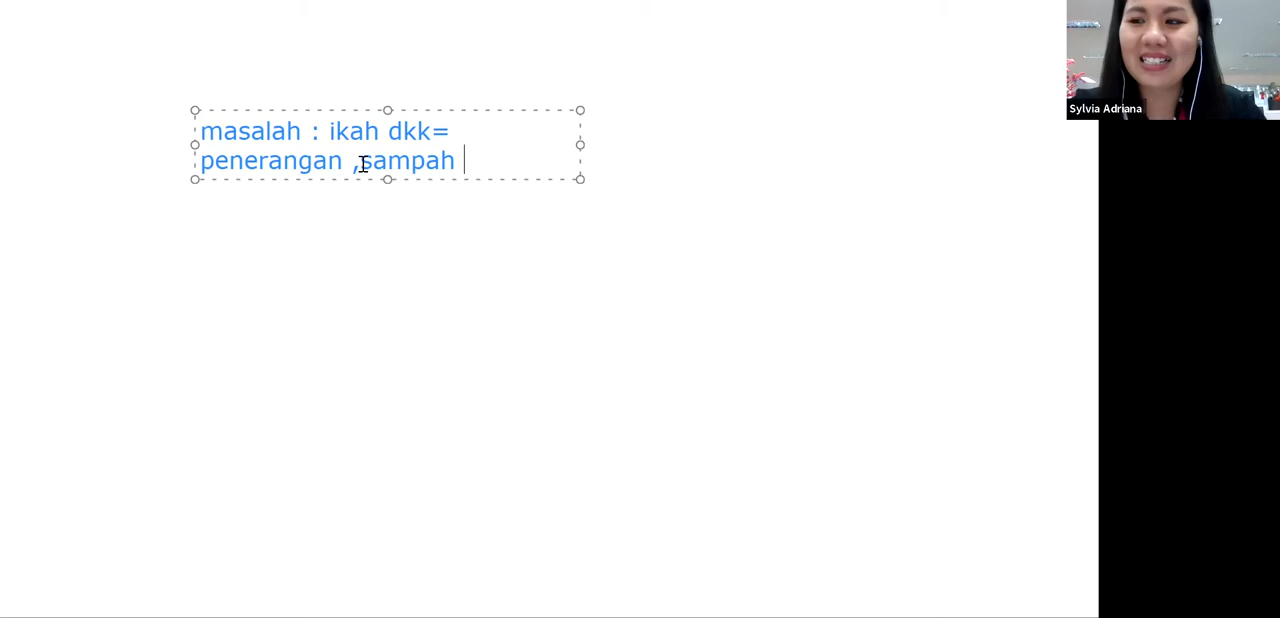 masalah : ikah dkk=
penerangan ,sampah
Sylvia Adriana